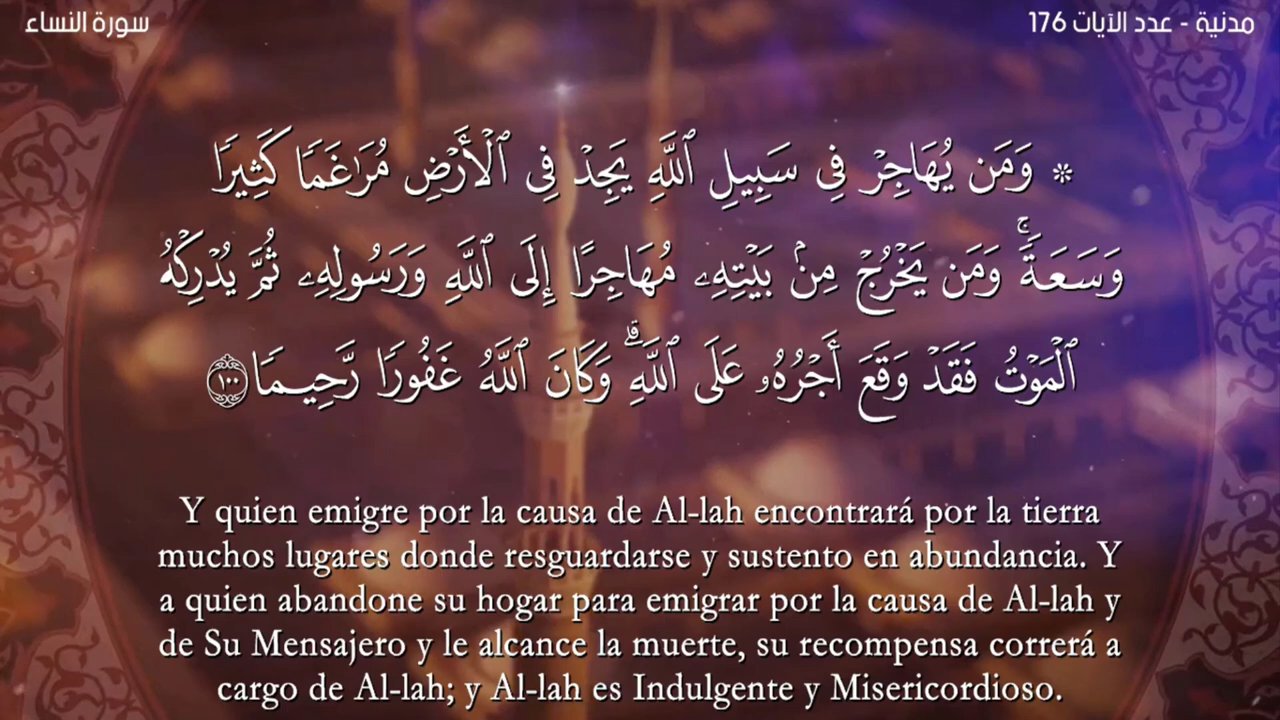 مدنية - عدد الآيات 176
سورة النساء
۞ وَمَن يُهَاجِرۡ فِي سَبِيلِ ٱللَّهِ يَجِدۡ فِي ٱلۡأَرۡضِ مُرَٰغَمٗا كَثِيرٗا
وَسَعَةٗۚ وَمَن يَخۡرُجۡ مِنۢ بَيۡتِهِۦ مُهَاجِرًا إِلَى ٱللَّهِ وَرَسُولِهِۦ ثُمَّ يُدۡرِكۡهُ
ٱلۡمَوۡتُ فَقَدۡ وَقَعَ أَجۡرُهُۥ عَلَى ٱللَّهِۗ وَكَانَ ٱللَّهُ غَفُورٗا رَّحِيمٗا ١٠٠
Y quien emigre por la causa de Al-lah encontrará por la tierra
muchos lugares donde resguardarse y sustento en abundancia. Y
a quien abandone su hogar para emigrar por la causa de Al-lah y
de Su Mensajero y le alcance la muerte, su recompensa correrá a
cargo de Al-lah; y Al-lah es Indulgente y Misericordioso.